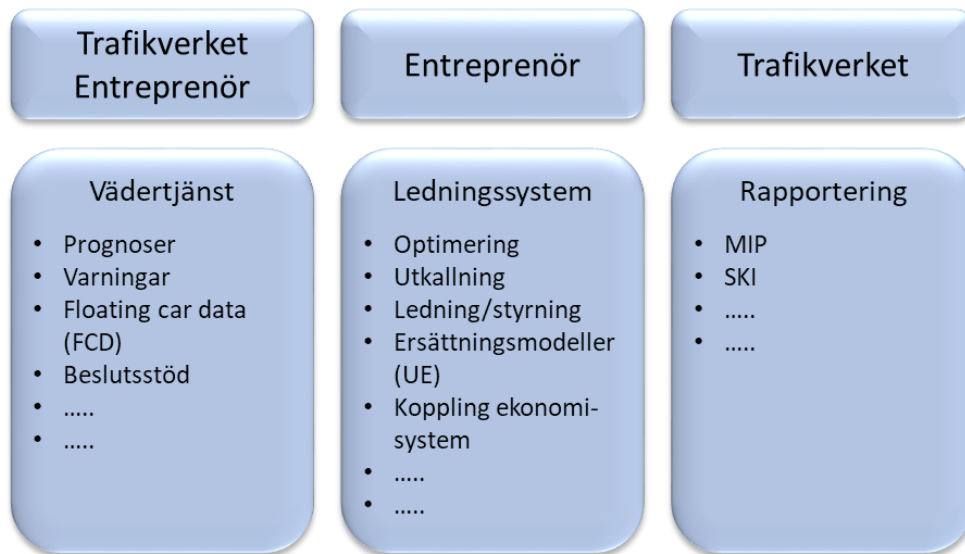 Trafikverket
Entreprenör
Entreprenör
Trafikverket
Vädertjänst
• Prognoser
• Varningar
• Floating car data
(FCD)
• Beslutsstöd
• .....
• .....
Ledningssystem
• Optimering
• Utkallning
• Ledning/styrning
• Ersättningsmodeller
(UE)
• Koppling ekonomi-
system
• .....
• .....
Rapportering
• MIP
• SKI
• .....
• .....